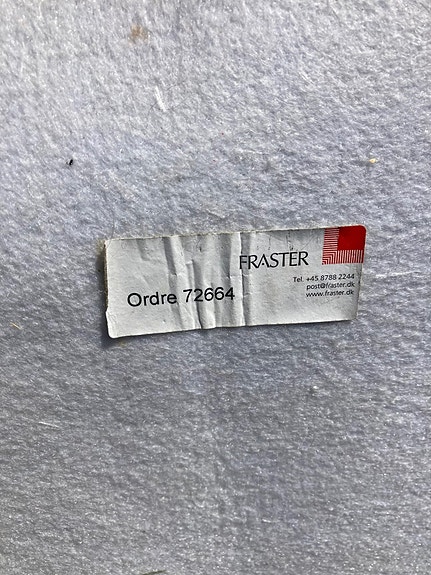 FRASTER
Tel. +45 8788 2244
post@fraster.dk
www.fraster.dk
Ordre 72664